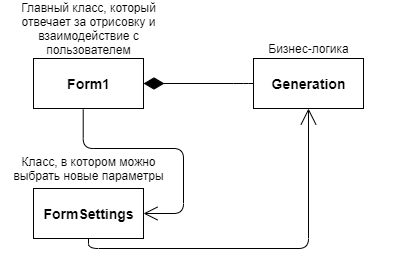 Главный класс, который
отвечает за отрисовку и
взаимодействие с
пользователем
Form1
Бизнес-логика
Generation
Класс, в котором можно
выбрать новые параметры
FormSettings